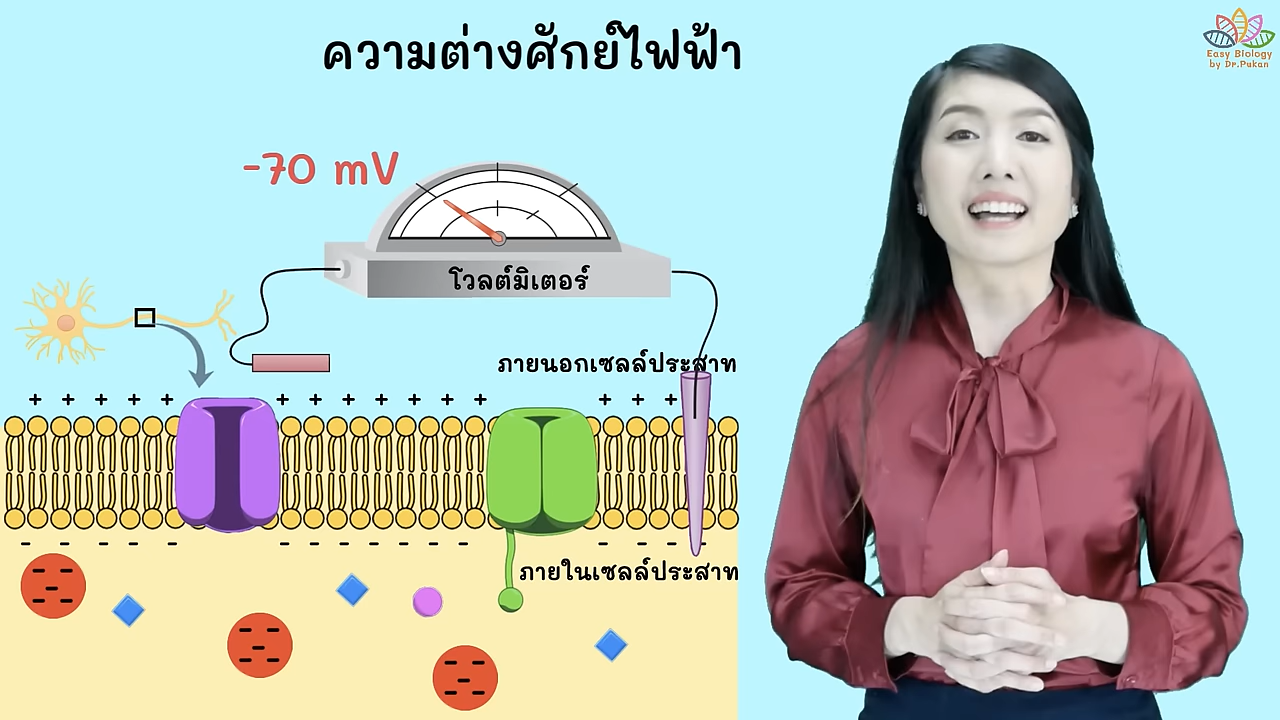 ความต่างศักย์ไฟฟ้า
Easy Biology
by Dr.Pukan
-70 mV
โวลต์มิเตอร์
ภายนอกเซลล์ประสาท
+ + + + + + + + + + + + + + +
- - - - - - - - - - - - - -
ภายในเซลล์ประสาท